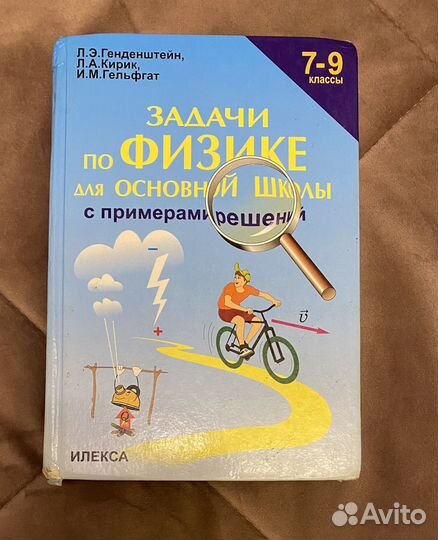 Л.Э.Генденштейн,
Л.А.Кирик,
И.М.Гельфгат
7-9
классы
ЗАДАЧИ
ПО ФИЗИКЕ
ДЛЯ ОСНОВНОЙ ШКОЛЫ
с примерами решений
−
+
v⃗
ИЛЕКСА
Avito